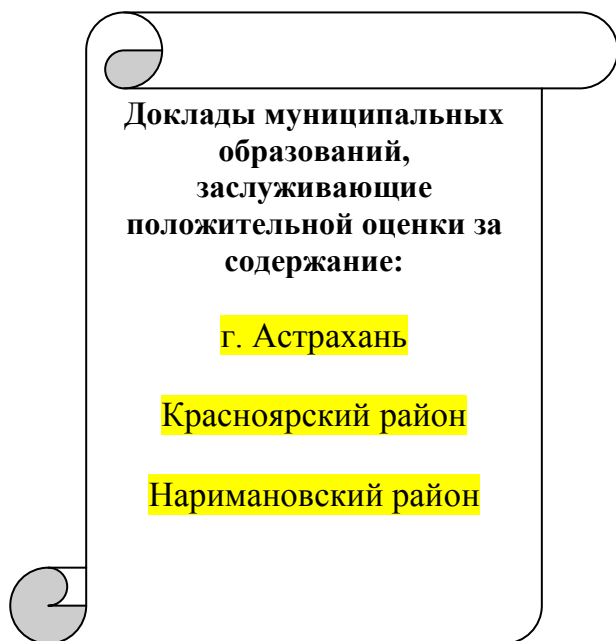 Доклады муниципальных
образований,
заслуживающие
положительной оценки за
содержание:
г. Астрахань
Красноярский район
Наримановский район